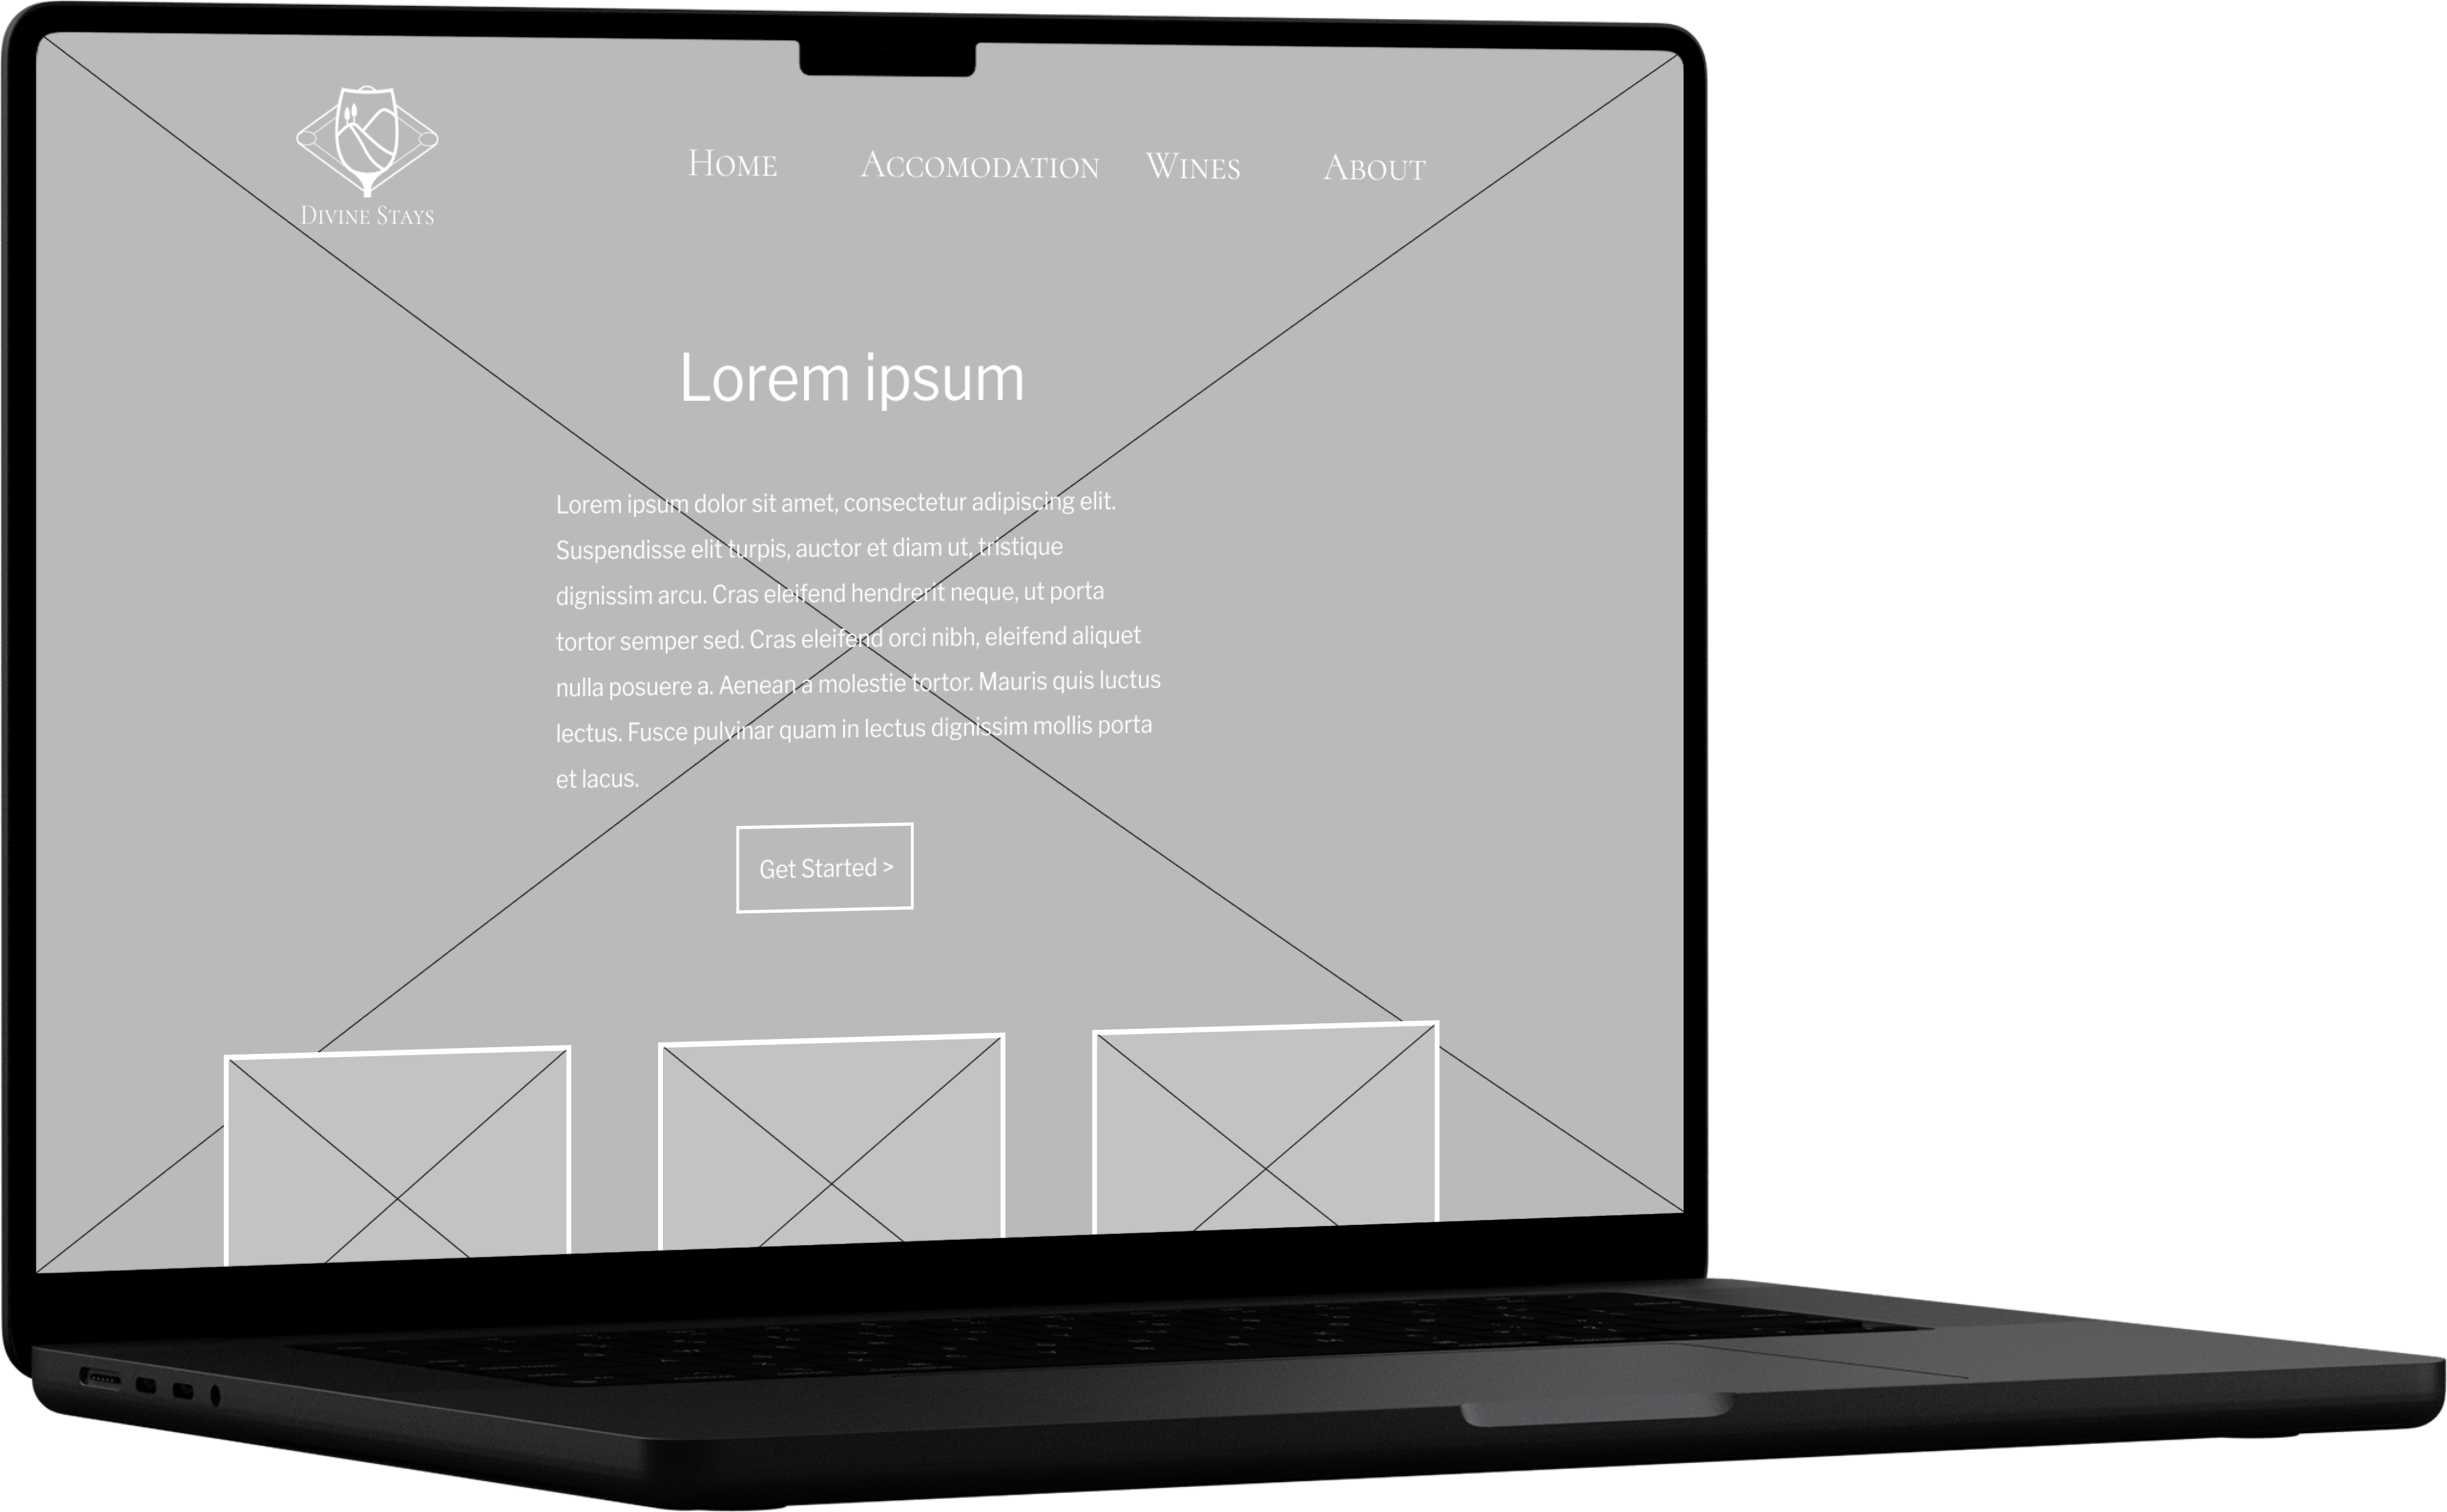 Divine Stays
Home Accomodation Wines About
Lorem ipsum
Lorem ipsum dolor sit amet, consectetur adipiscing elit.
Suspendisse elit turpis, auctor et diam ut, tristique
dignissim arcu. Cras eleifend hendrerit neque, ut porta
tortor semper sed. Cras eleifend orci nibh, eleifend aliquet
nulla posuere a. Aenean a molestie tortor. Mauris quis luctus
lectus. Fusce pulvinar quam in lectus dignissim mollis porta
et lacus.
Get Started >